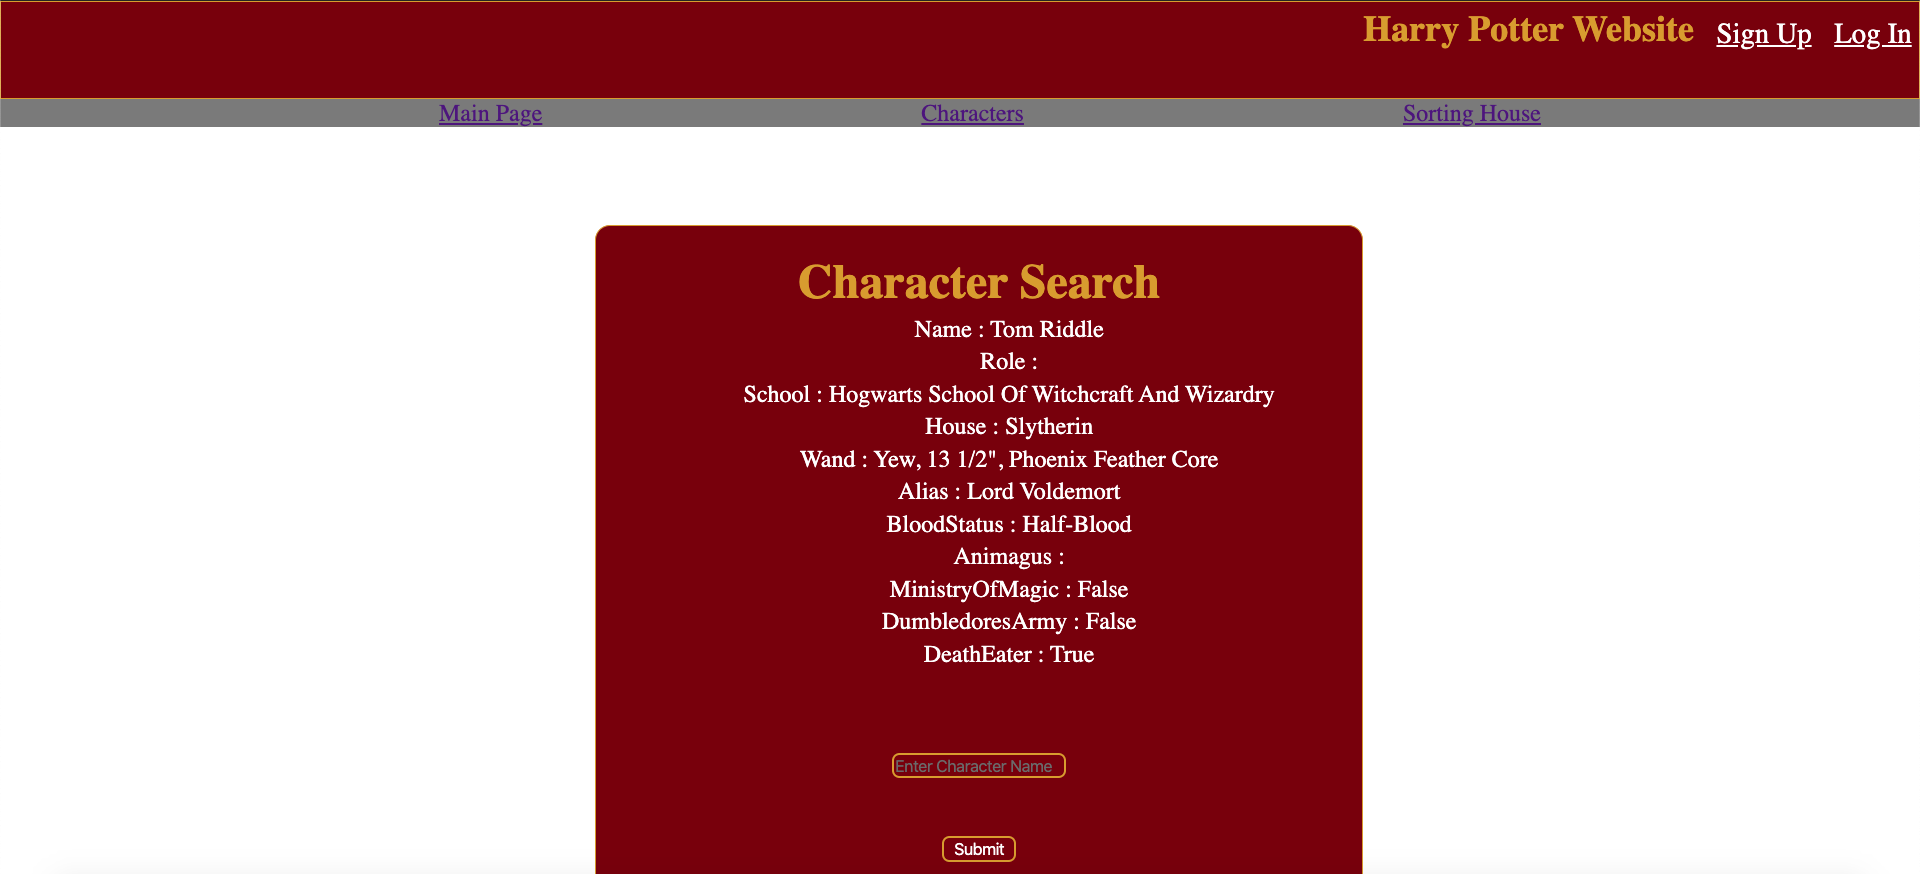 Harry Potter Website Sign Up Log In
Main Page Characters Sorting House
Character Search
Name : Tom Riddle
Role :
School : Hogwarts School Of Witchcraft And Wizardry
House : Slytherin
Wand : Yew, 13 1/2", Phoenix Feather Core
Alias : Lord Voldemort
BloodStatus : Half-Blood
Animagus :
MinistryOfMagic : False
DumbledoresArmy : False
DeathEater : True
Enter Character Name
Submit